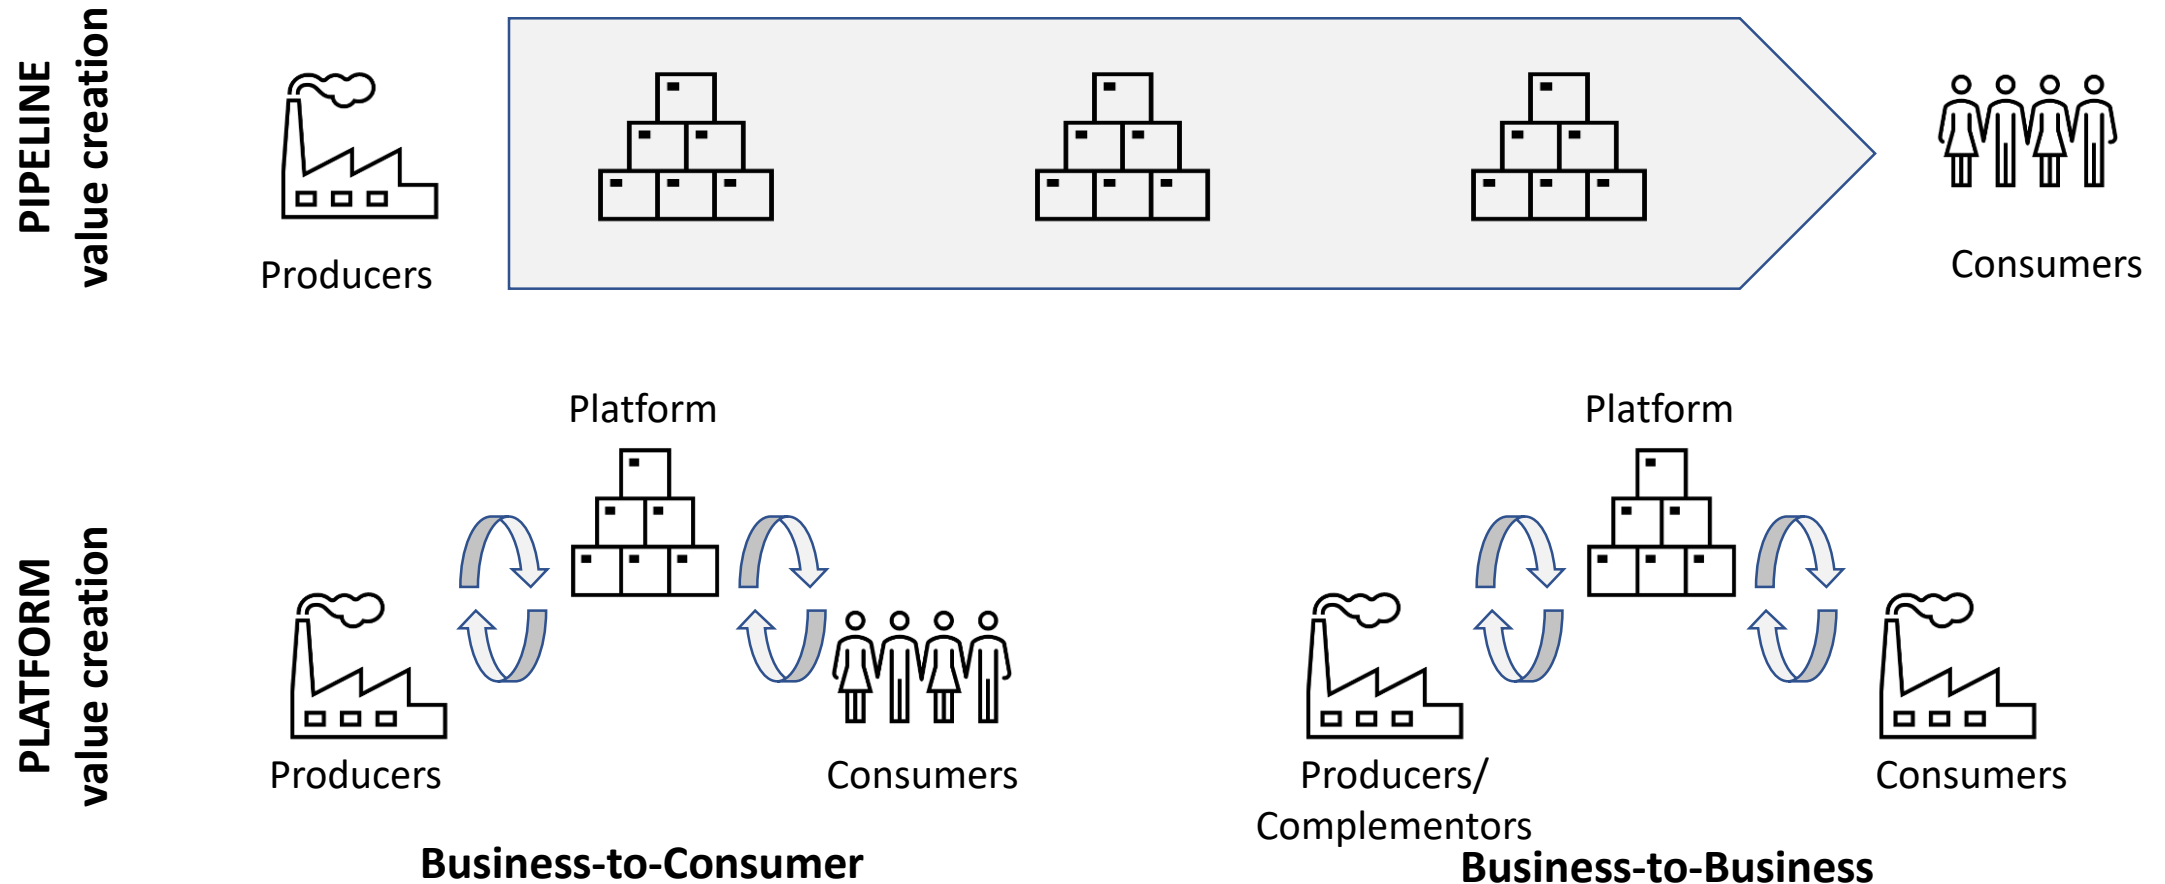 PIPELINE
value creation
Producers
Consumers
PLATFORM
value creation
Platform
Producers
Consumers
Business-to-Consumer
Platform
Producers/
Complementors
Consumers
Business-to-Business